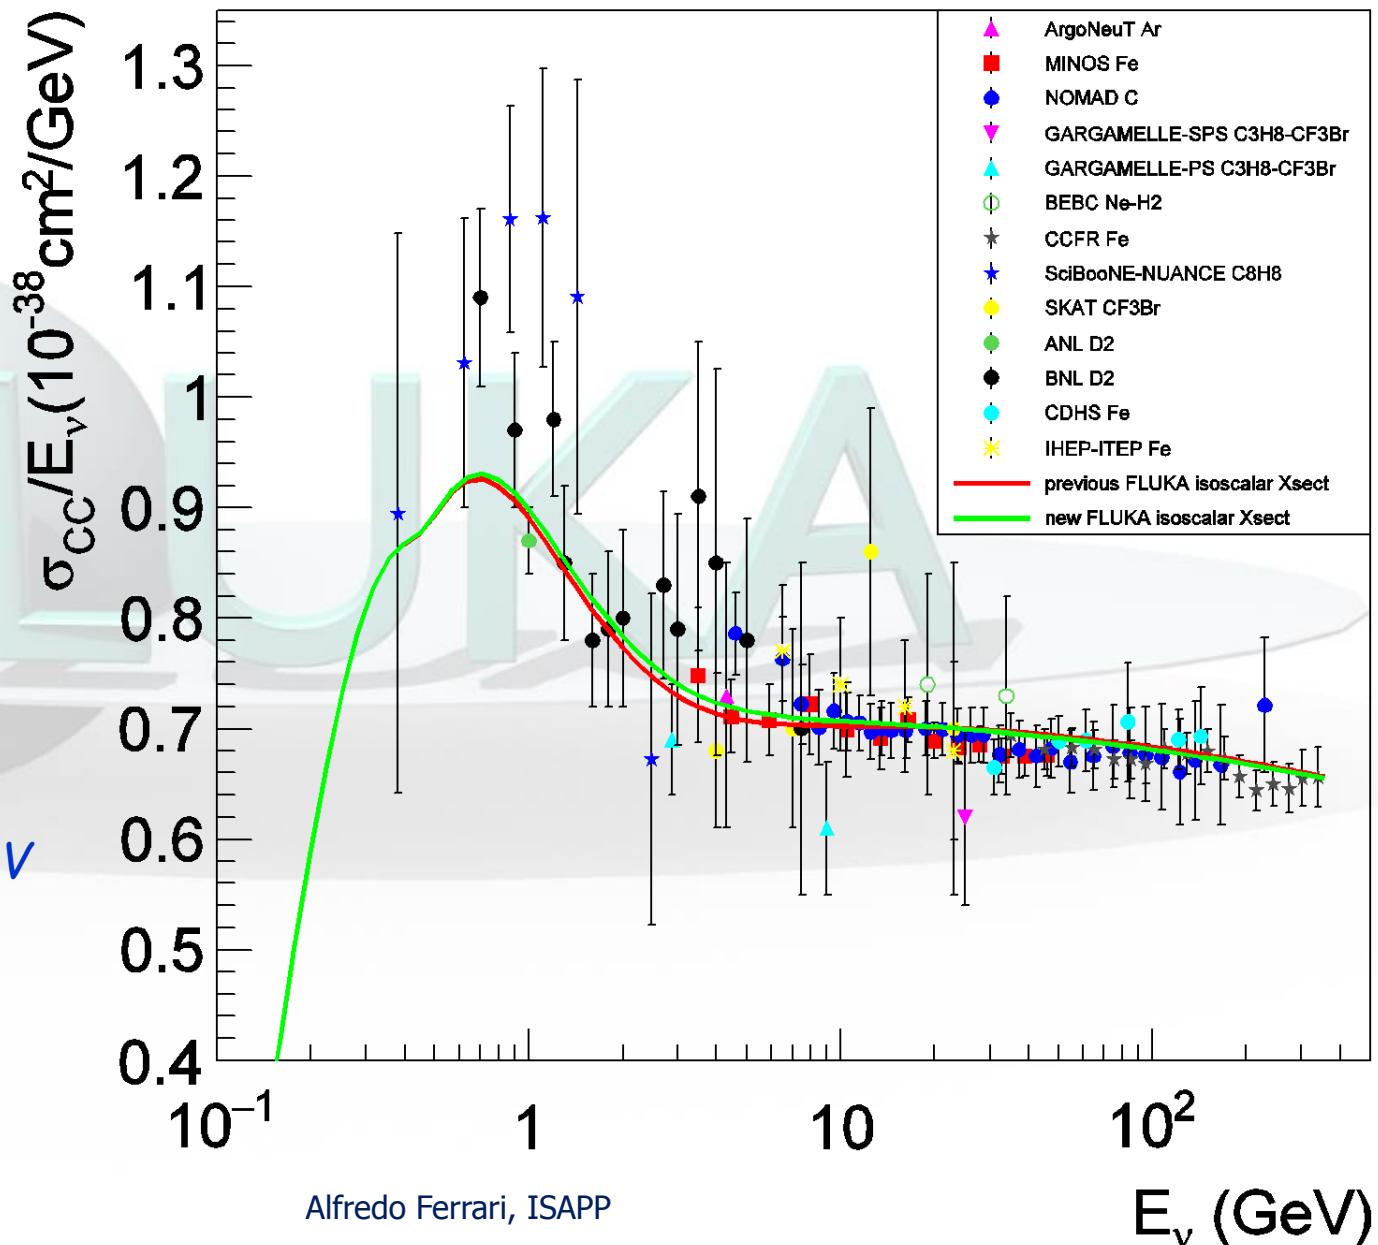 σCC/Eν(10⁻³⁸cm²/GeV)
1.3
1.2
1.1
1
0.9
0.8
0.7
0.6
0.5
0.4
10⁻¹
1
10
10²
Eν (GeV)
ArgoNeuT Ar
MINOS Fe
NOMAD C
GARGAMELLE-SPS C3H8-CF3Br
GARGAMELLE-PS C3H8-CF3Br
BEBC Ne-H2
CCFR Fe
SciBooNE-NUANCE C8H8
SKAT CF3Br
ANL D2
BNL D2
CDHS Fe
IHEP-ITEP Fe
previous FLUKA isoscalar Xsect
new FLUKA isoscalar Xsect
LUKA
V
Alfredo Ferrari, ISAPP